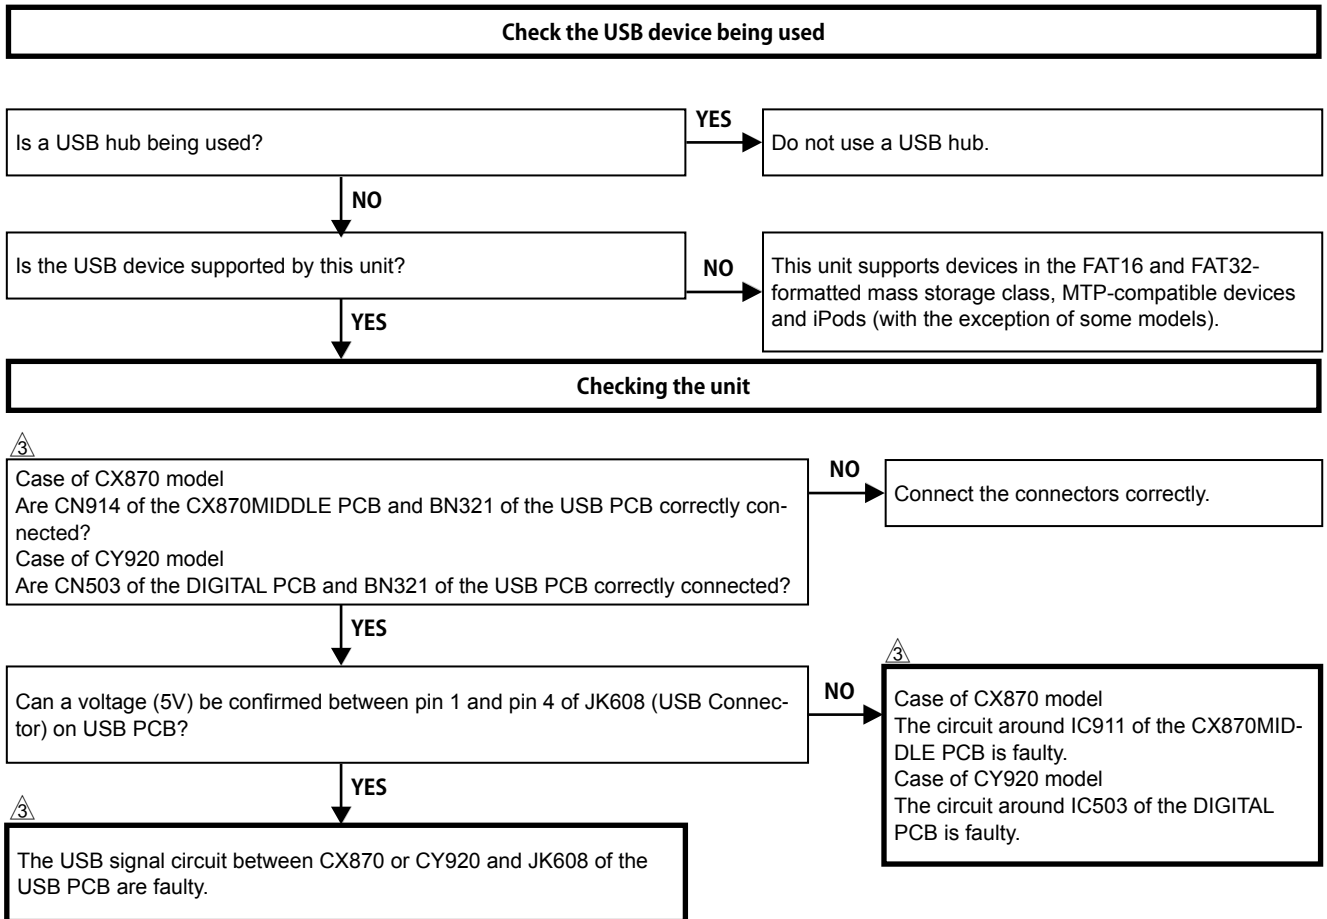 Check the USB device being used
Is a USB hub being used?
YES
Do not use a USB hub.
NO
Is the USB device supported by this unit?
NO
This unit supports devices in the FAT16 and FAT32-
formatted mass storage class, MTP-compatible devices
and iPods (with the exception of some models).
YES
Checking the unit
3
Case of CX870 model
Are CN914 of the CX870MIDDLE PCB and BN321 of the USB PCB correctly con-
nected?
Case of CY920 model
Are CN503 of the DIGITAL PCB and BN321 of the USB PCB correctly connected?
NO
Connect the connectors correctly.
YES
Can a voltage (5V) be confirmed between pin 1 and pin 4 of JK608 (USB Connec-
tor) on USB PCB?
NO
3
Case of CX870 model
The circuit around IC911 of the CX870MID-
DLE PCB is faulty.
Case of CY920 model
The circuit around IC503 of the DIGITAL
PCB is faulty.
YES
3
The USB signal circuit between CX870 or CY920 and JK608 of the
USB PCB are faulty.